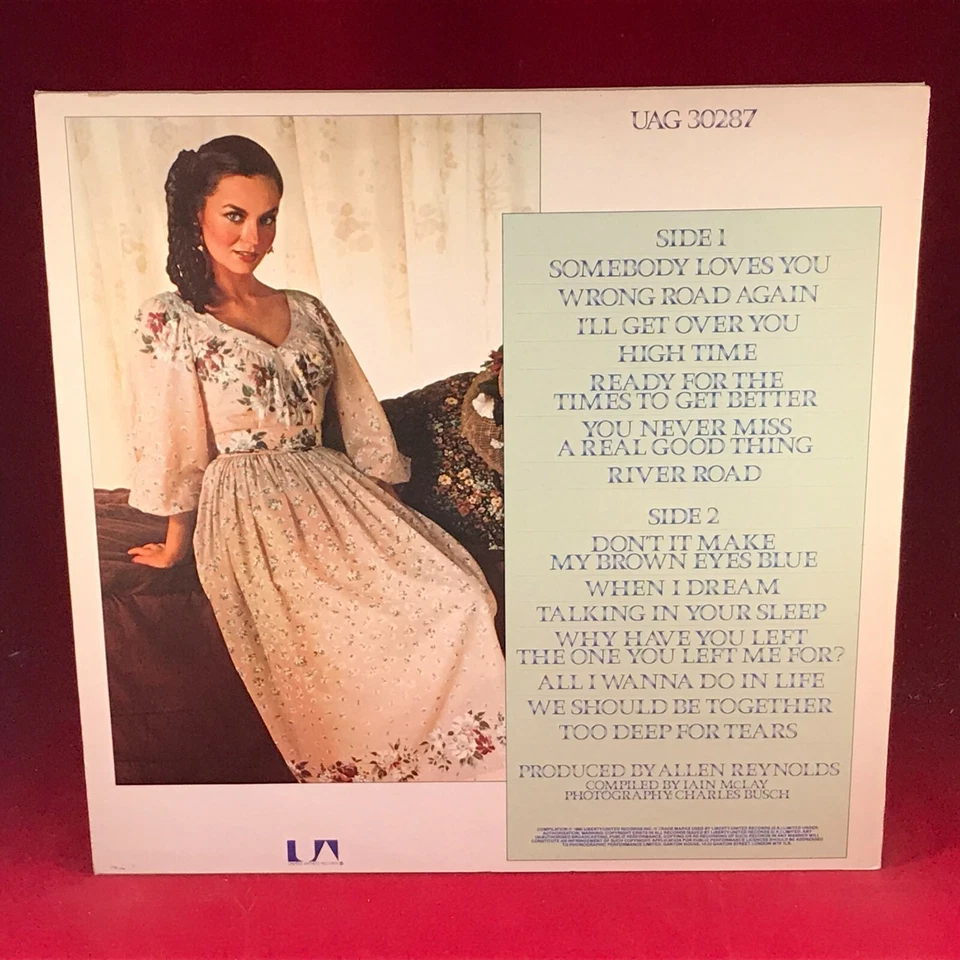 UAG 30287
SIDE 1
SOMEBODY LOVES YOU
WRONG ROAD AGAIN
I'LL GET OVER YOU
HIGH TIME
READY FOR THE
TIMES TO GET BETTER
YOU NEVER MISS
A REAL GOOD THING
RIVER ROAD
SIDE 2
DON'T IT MAKE
MY BROWN EYES BLUE
WHEN I DREAM
TALKING IN YOUR SLEEP
WHY HAVE YOU LEFT
THE ONE YOU LEFT ME FOR?
ALL I WANNA DO IN LIFE
WE SHOULD BE TOGETHER
TOO DEEP FOR TEARS
PRODUCED BY ALLEN REYNOLDS
COMPILED BY IAIN McLAY
PHOTOGRAPHY: CHARLES BUSCH
UA
UNITED ARTISTS RECORDS